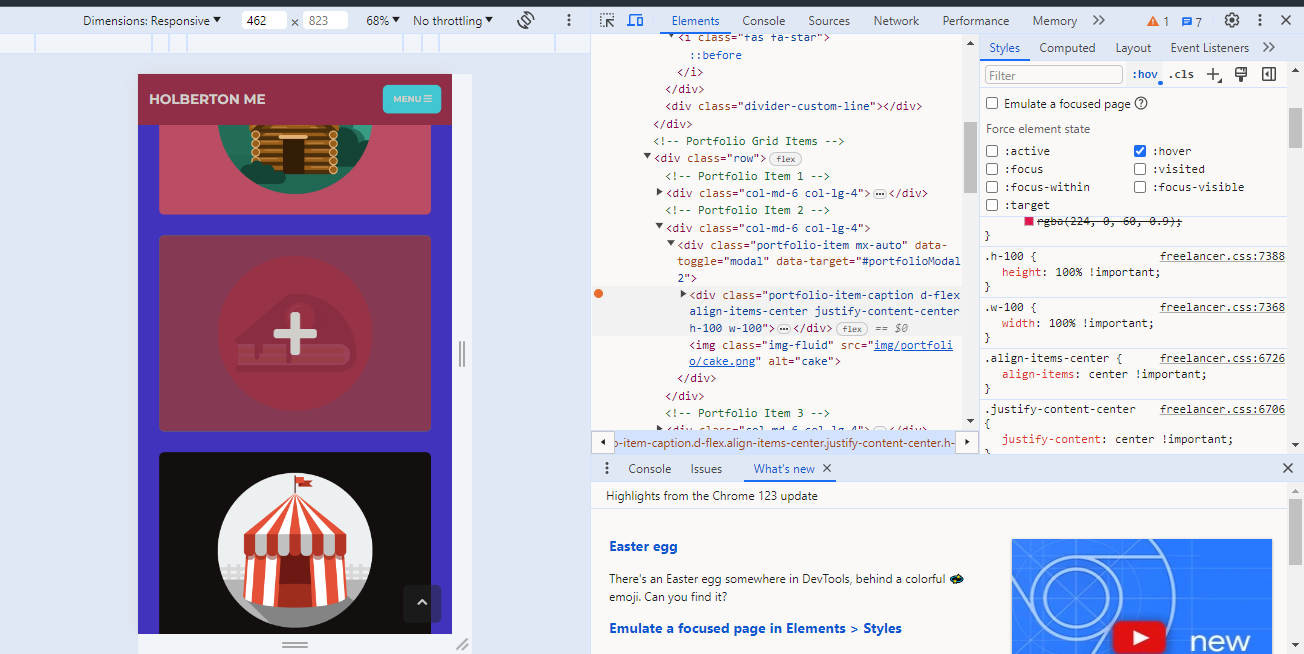 Dimensions: Responsive ▼ 462 × 823 68% ▼ No throttling ▼
Elements Console Sources Network Performance Memory 1 7
HOLBERTON ME
MENU
<i class="fas fa-star">
::before
</i>
</div>
<div class="divider-custom-line"></div>
</div>
<!-- Portfolio Grid Items -->
<div class="row"> flex
<!-- Portfolio Item 1 -->
<div class="col-md-6 col-lg-4"> … </div>
<!-- Portfolio Item 2 -->
<div class="col-md-6 col-lg-4">
<div class="portfolio-item mx-auto" data-
toggle="modal" data-target="#portfolioModal
2">
<div class="portfolio-item-caption d-flex
align-items-center justify-content-center
h-100 w-100"> … </div> flex == $0
<img class="img-fluid" src="img/portfoli
o/cake.png" alt="cake">
</div>
</div>
<!-- Portfolio Item 3 -->
<div class="col-md-6 col-lg-4"> … </div>
o-item-caption.d-flex.align-items-center.justify-content-center.h-
Styles Computed Layout Event Listeners
Filter :hov .cls
Emulate a focused page
Force element state
:active :hover
:focus :visited
:focus-within :focus-visible
:target
rgba(224, 0, 60, 0.9);
}
.h-100 { freelancer.css:7388
height: 100% !important;
}
.w-100 { freelancer.css:7368
width: 100% !important;
}
.align-items-center { freelancer.css:6726
align-items: center !important;
}
.justify-content-center freelancer.css:6706
{
justify-content: center !important;
}
Console Issues What's new
Highlights from the Chrome 123 update
Easter egg
There's an Easter egg somewhere in DevTools, behind a colorful
emoji. Can you find it?
Emulate a focused page in Elements > Styles
new